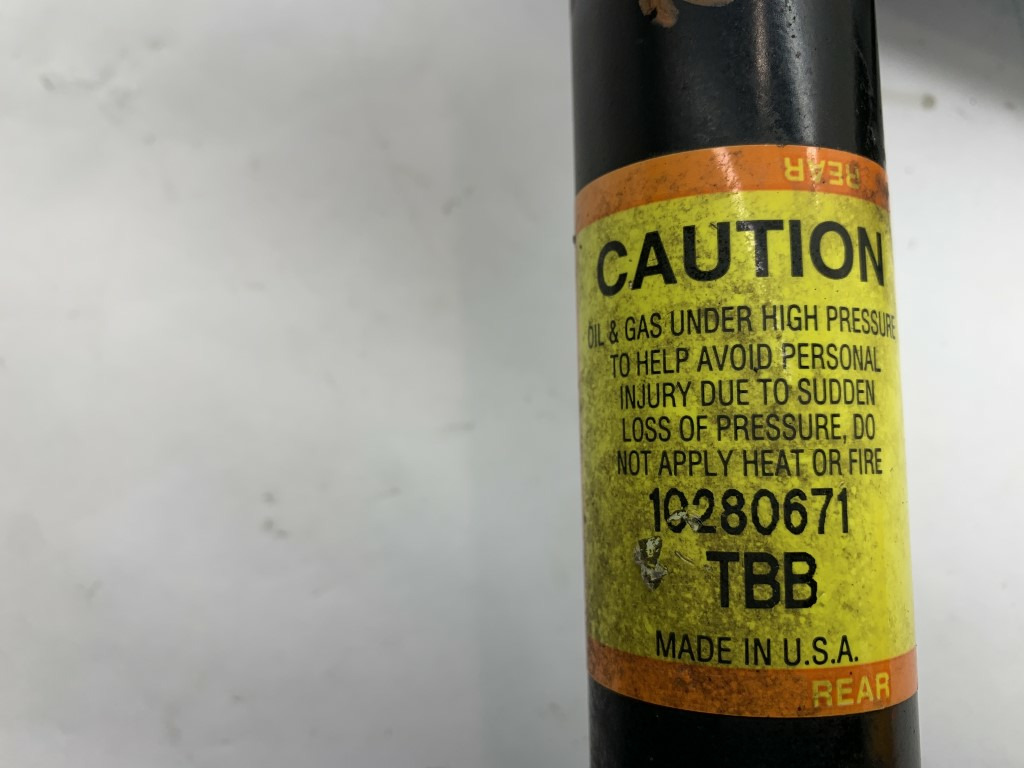 REAR
CAUTION
OIL & GAS UNDER HIGH PRESSURE
TO HELP AVOID PERSONAL
INJURY DUE TO SUDDEN
LOSS OF PRESSURE, DO
NOT APPLY HEAT OR FIRE
10280671
TBB
MADE IN U.S.A.
REAR